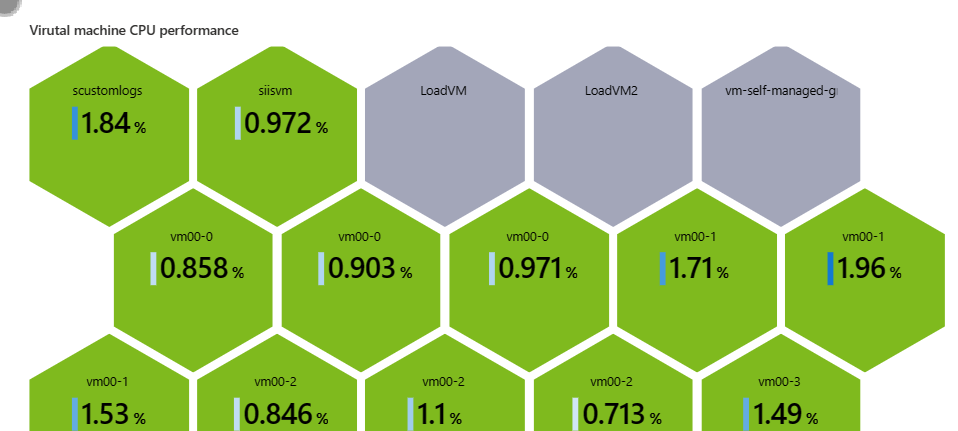 Virutal machine CPU performance
scustomlogs
1.84 %
siisvm
0.972 %
LoadVM
LoadVM2
vm-self-managed-g
vm00-0
0.858 %
vm00-0
0.903 %
vm00-0
0.971 %
vm00-1
1.71 %
vm00-1
1.96 %
vm00-1
1.53 %
vm00-2
0.846 %
vm00-2
1.1 %
vm00-2
0.713 %
vm00-3
1.49 %